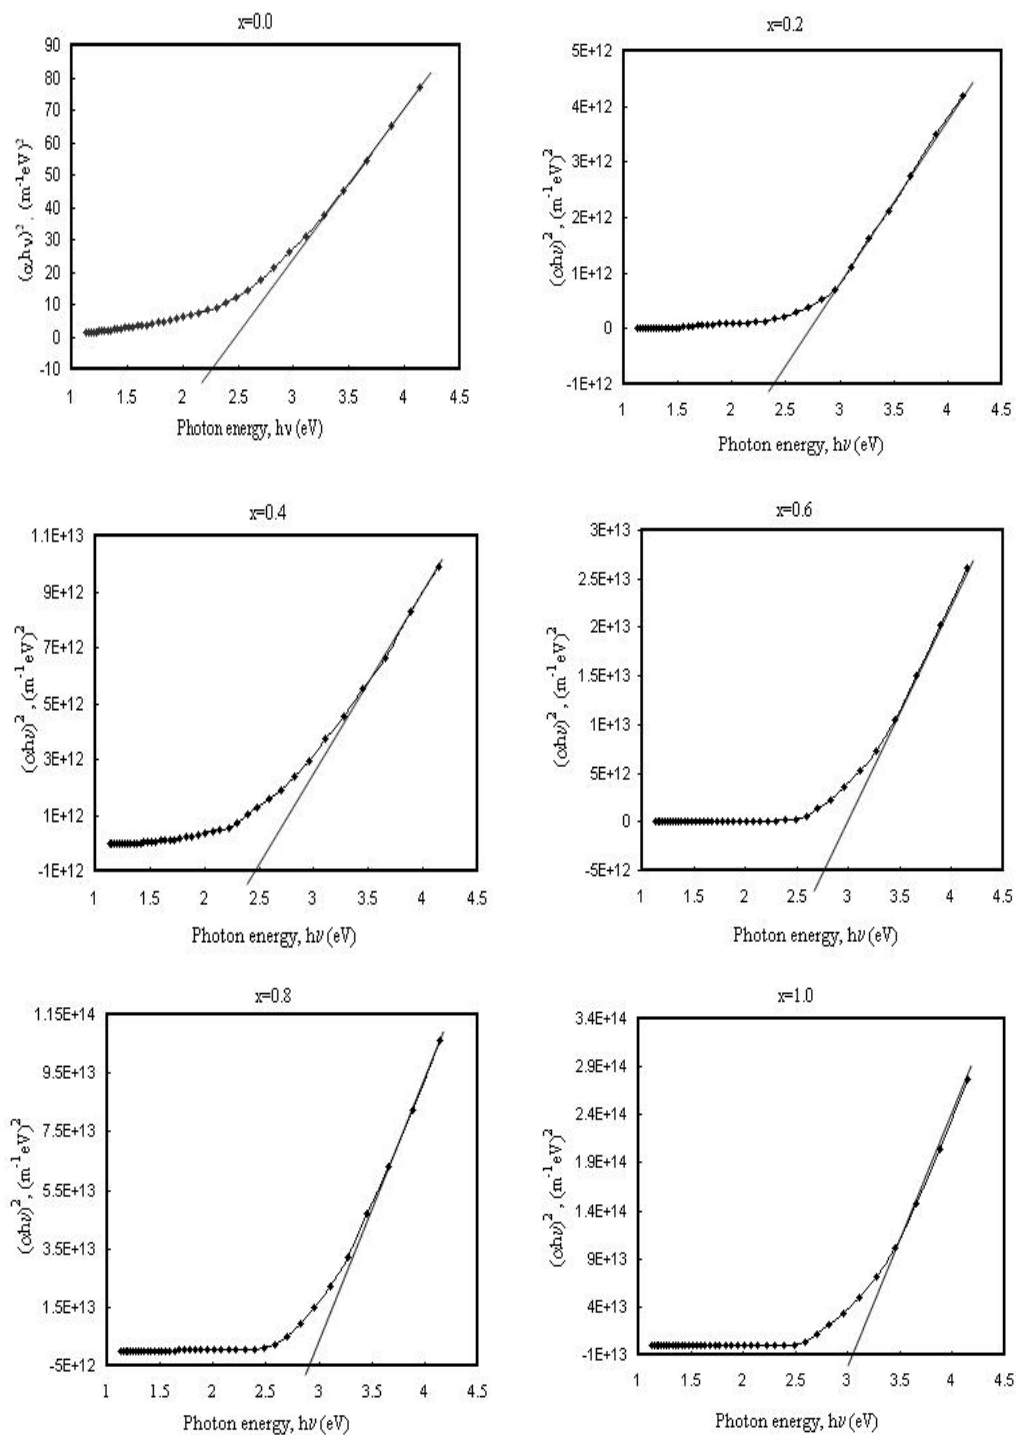 x=0.0
90
80
70
60
50
40
30
20
10
0
-10
(αhν)², (m⁻¹eV)²
1 1.5 2 2.5 3 3.5 4 4.5
Photon energy, hν (eV)
x=0.2
5E+12
4E+12
3E+12
2E+12
1E+12
0
-1E+12
(αhν)², (m⁻¹eV)²
1 1.5 2 2.5 3 3.5 4 4.5
Photon energy, hν (eV)
x=0.4
1.1E+13
9E+12
7E+12
5E+12
3E+12
1E+12
-1E+12
(αhν)², (m⁻¹eV)²
1 1.5 2 2.5 3 3.5 4 4.5
Photon energy, hν (eV)
x=0.6
3E+13
2.5E+13
2E+13
1.5E+13
1E+13
5E+12
0
-5E+12
(αhν)², (m⁻¹eV)²
1 1.5 2 2.5 3 3.5 4 4.5
Photon energy, hν (eV)
x=0.8
1.15E+14
9.5E+13
7.5E+13
5.5E+13
3.5E+13
1.5E+13
-5E+12
(αhν)², (m⁻¹eV)²
1 1.5 2 2.5 3 3.5 4 4.5
Photon energy, hν (eV)
x=1.0
3.4E+14
2.9E+14
2.4E+14
1.9E+14
1.4E+14
9E+13
4E+13
-1E+13
(αhν)², (m⁻¹eV)²
1 1.5 2 2.5 3 3.5 4 4.5
Photon energy, hν (eV)